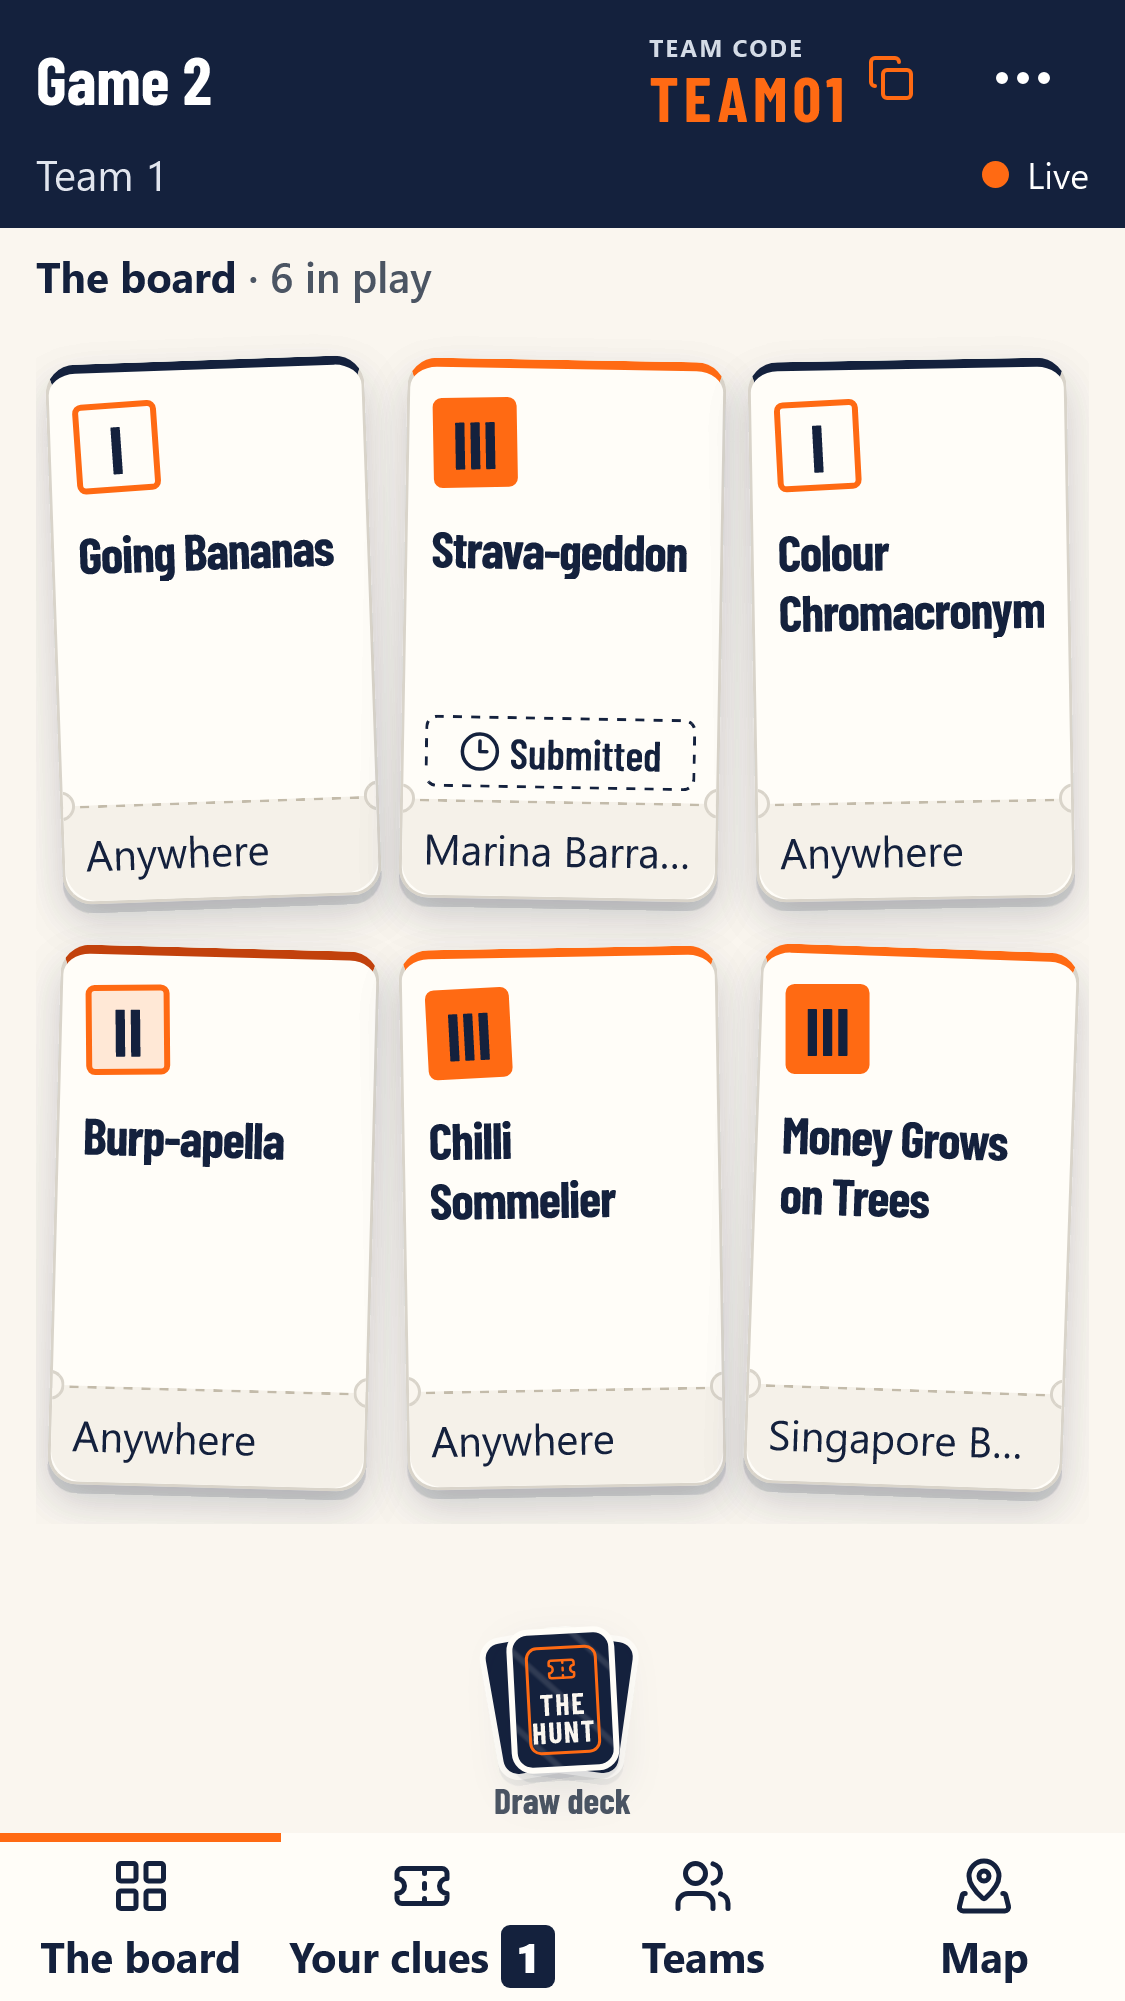 Game 2
TEAM CODE
TEAM01
Team 1
Live
The board · 6 in play
I
Going Bananas
Anywhere
III
Strava-geddon
Submitted
Marina Barra...
I
Colour
Chromacronym
Anywhere
II
Burp-apella
Anywhere
III
Chilli
Sommelier
Anywhere
III
Money Grows
on Trees
Singapore B...
THE
HUNT
Draw deck
The board
Your clues 1
Teams
Map